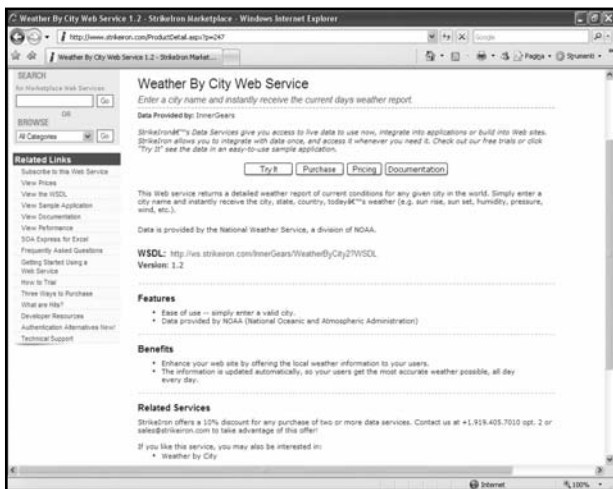 Weather By City Web Service 1.2 - StrikeIron Marketplace - Windows Internet Explorer
http://www.strikeiron.com/ProductDetail.aspx?p=247
Google
Weather By City Web Service 1.2 - StrikeIron Market...
Pagina
Strumenti
SEARCH
for Marketplace Web Services
Go
OR
BROWSE
All Categories
Go
Related Links
Subscribe to this Web Service
View Prices
View the WSDL
View Sample Application
View Documentation
View Peformance
SOA Express for Excel
Frequently Asked Questions
Getting Started Using a
Web Service
How to Trial
Three Ways to Purchase
What are Hits?
Developer Resources
Authentication Alternatives New!
Technical Support
Weather By City Web Service
Enter a city name and instantly receive the current days weather report.
Data Provided by: InnerGears
StrikeIronâ€™s Data Services give you access to live data to use now, integrate into applications or build into Web sites.
StrikeIron allows you to integrate with data once, and access it whenever you need it. Check out our free trials or click
"Try It" see the data in an easy-to-use sample application.
Try It
Purchase
Pricing
Documentation
This Web service returns a detailed weather report of current conditions for any given city in the world. Simply enter a
city name and instantly receive the city, state, country, todayâ€™s weather (e.g. sun rise, sun set, humidity, pressure,
wind, etc.).
Data is provided by the National Weather Service, a division of NOAA.
WSDL: http://ws.strikeiron.com/InnerGears/WeatherByCity2?WSDL
Version: 1.2
Features
• Ease of use -- simply enter a valid city.
• Data provided by NOAA (National Oceanic and Atmospheric Administration)
Benefits
• Enhance your web site by offering the local weather information to your users.
• The information is updated automatically, so your users get the most accurate weather possible, all day
every day.
Related Services
StrikeIron offers a 10% discount for any purchase of two or more data services. Contact us at +1.919.405.7010 opt. 2 or
sales@strikeiron.com to take advantage of this offer!
If you like this service, you may also be interested in:
• Weather by City
Internet
100%